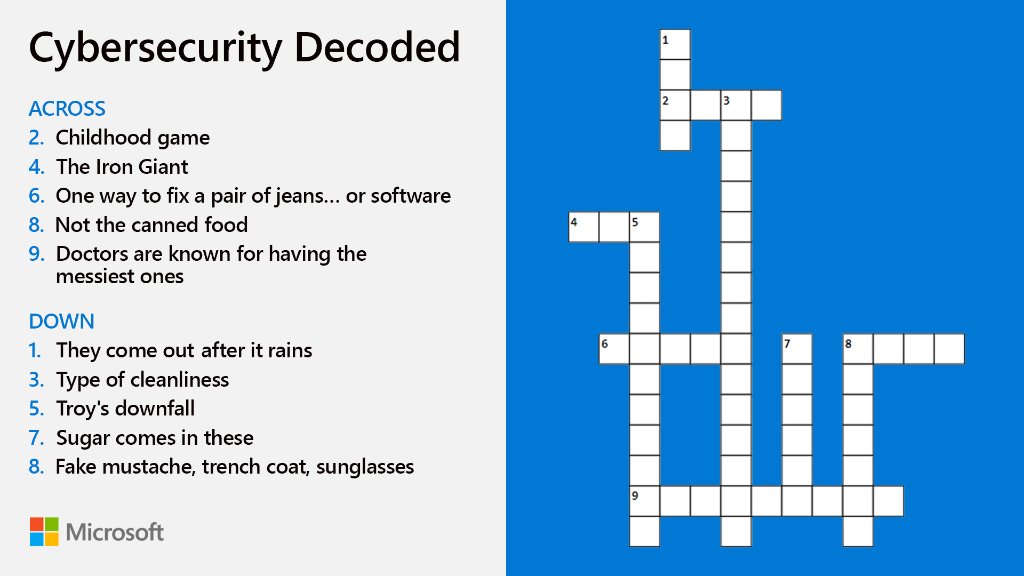 Cybersecurity Decoded
ACROSS
2. Childhood game
4. The Iron Giant
6. One way to fix a pair of jeans... or software
8. Not the canned food
9. Doctors are known for having the
messiest ones
DOWN
1. They come out after it rains
3. Type of cleanliness
5. Troy's downfall
7. Sugar comes in these
8. Fake mustache, trench coat, sunglasses
Microsoft
1
2 3
4 5
6 7 8
9